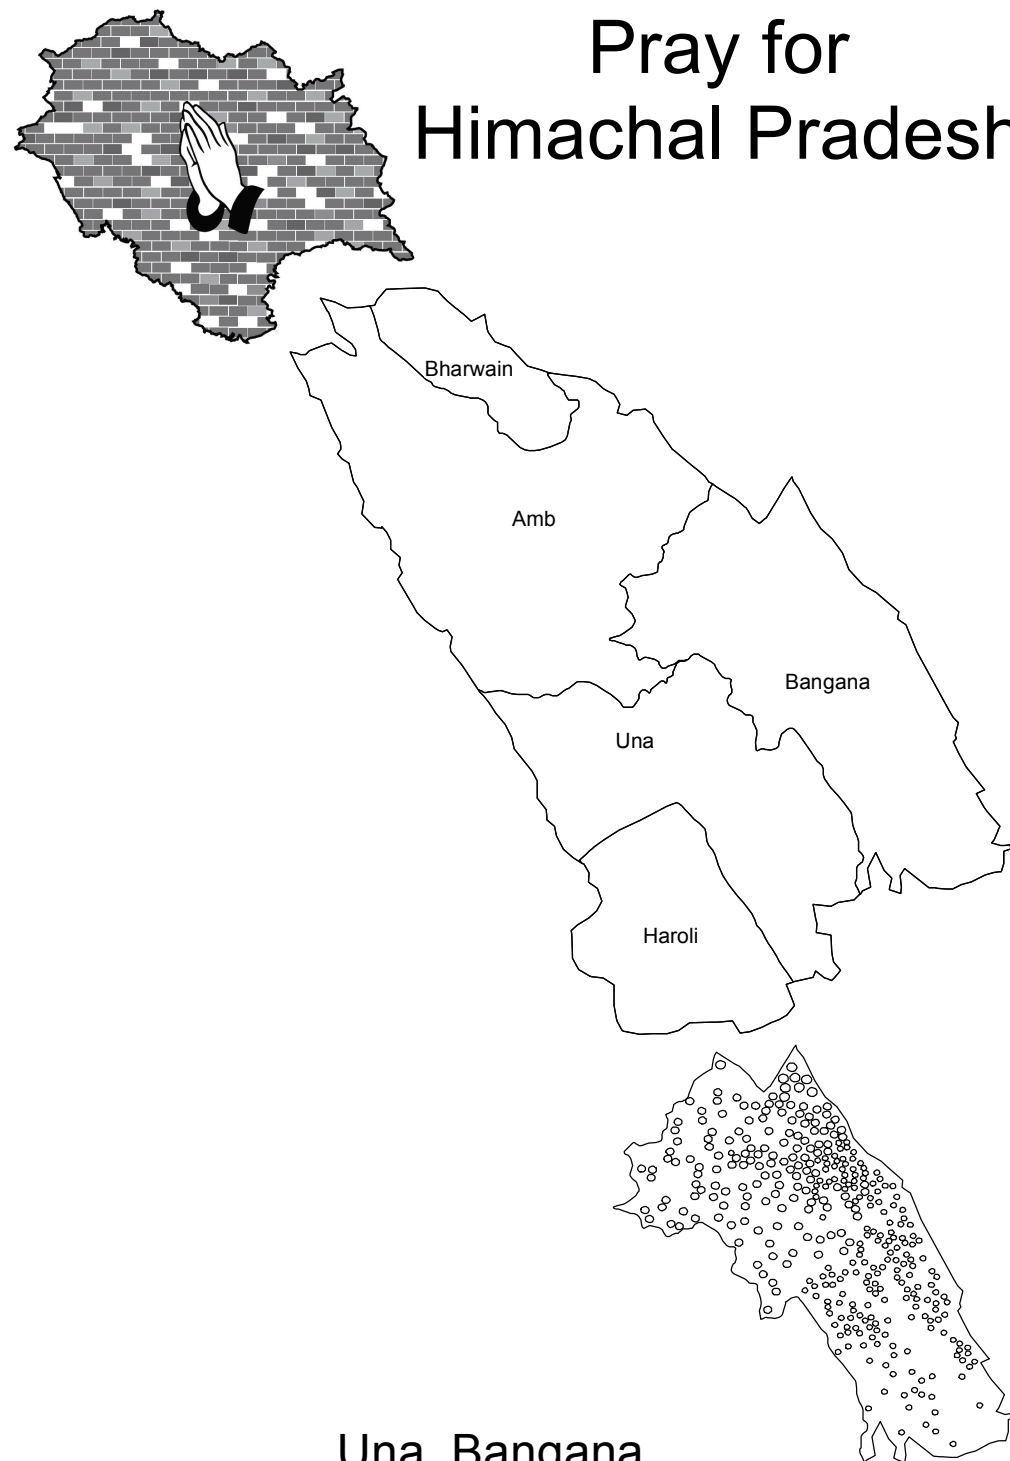 Pray for
Himachal Pradesh
Bharwain
Amb
Bangana
Una
Haroli
Una, Bangana